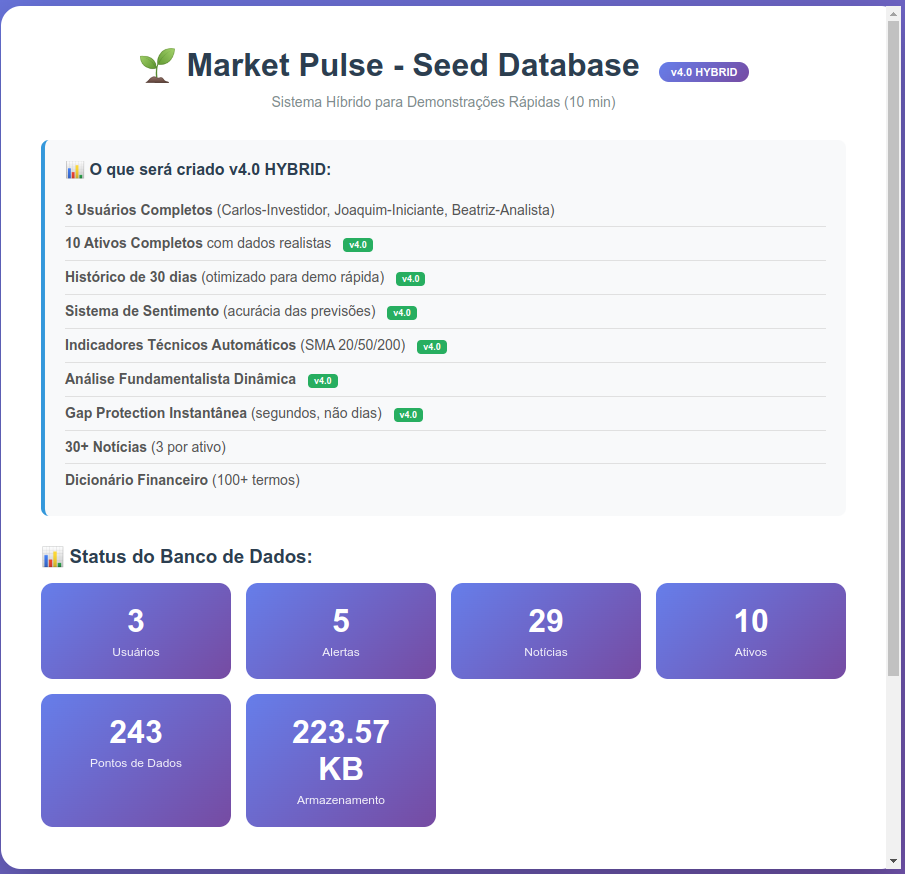 Market Pulse - Seed Database v4.0 HYBRID
Sistema Híbrido para Demonstrações Rápidas (10 min)
O que será criado v4.0 HYBRID:
3 Usuários Completos (Carlos-Investidor, Joaquim-Iniciante, Beatriz-Analista)
10 Ativos Completos com dados realistas v4.0
Histórico de 30 dias (otimizado para demo rápida) v4.0
Sistema de Sentimento (acurácia das previsões) v4.0
Indicadores Técnicos Automáticos (SMA 20/50/200) v4.0
Análise Fundamentalista Dinâmica v4.0
Gap Protection Instantânea (segundos, não dias) v4.0
30+ Notícias (3 por ativo)
Dicionário Financeiro (100+ termos)
Status do Banco de Dados:
3
Usuários
5
Alertas
29
Notícias
10
Ativos
243
Pontos de Dados
223.57
KB
Armazenamento